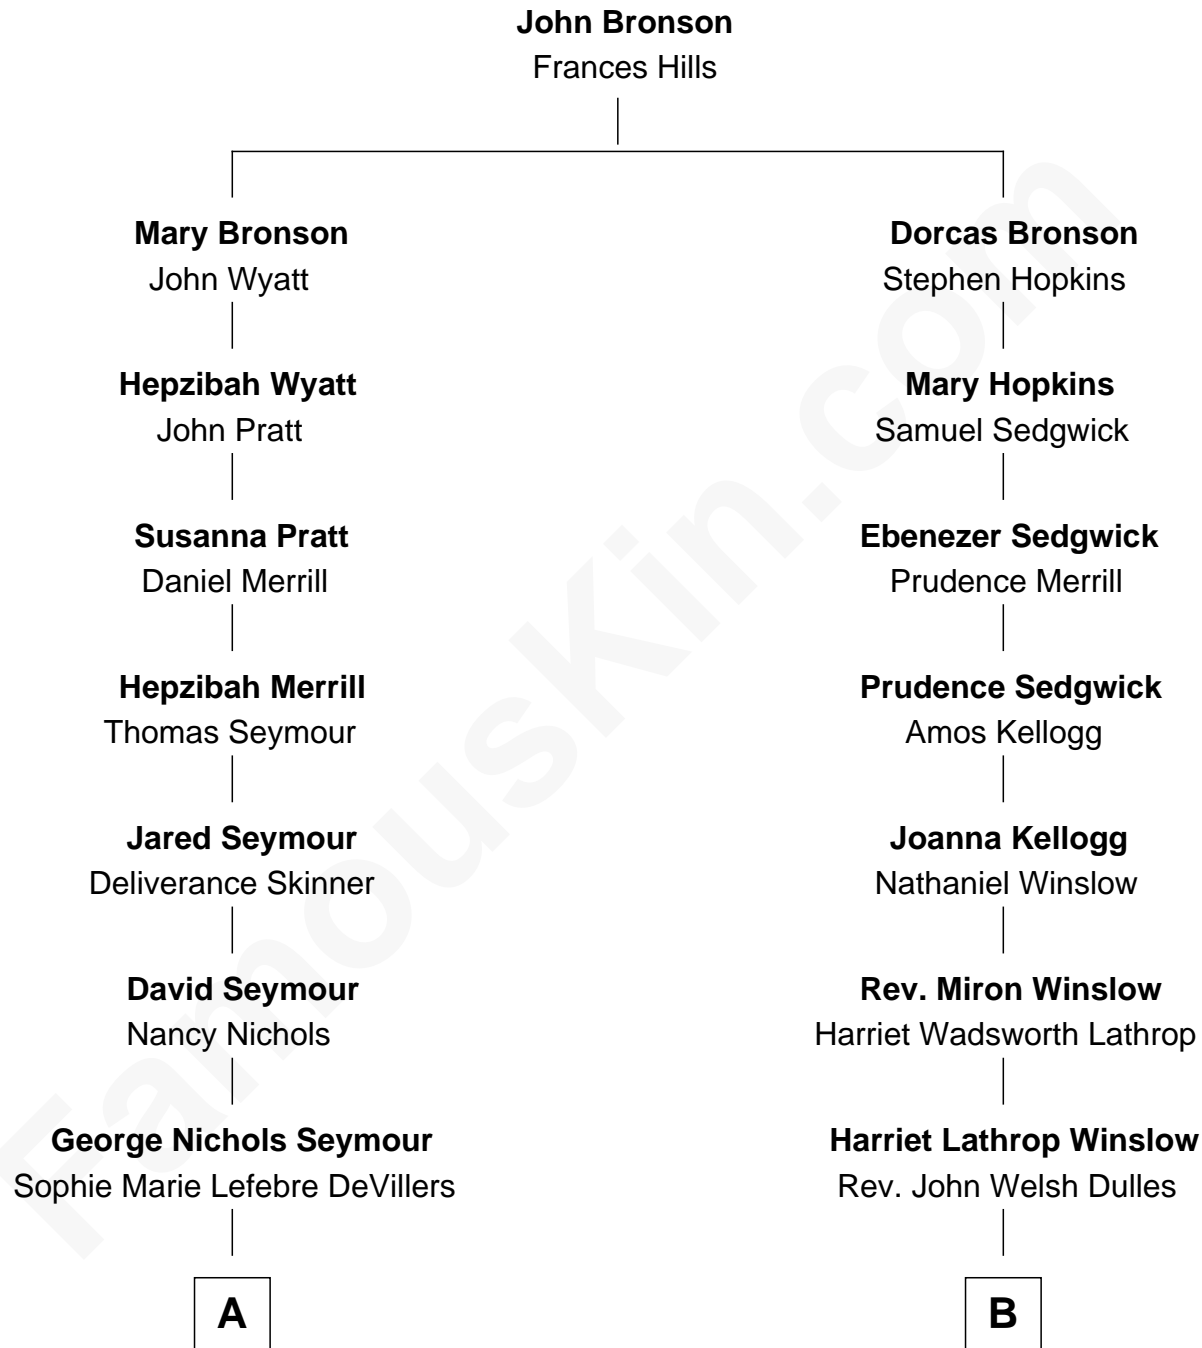 John Bronson
Frances Hills
Mary Bronson
John Wyatt
Dorcas Bronson
Stephen Hopkins
Hepzibah Wyatt
John Pratt
Mary Hopkins
Samuel Sedgwick
Susanna Pratt
Daniel Merrill
Ebenezer Sedgwick
Prudence Merrill
Hepzibah Merrill
Thomas Seymour
Prudence Sedgwick
Amos Kellogg
Jared Seymour
Deliverance Skinner
Joanna Kellogg
Nathaniel Winslow
David Seymour
Nancy Nichols
Rev. Miron Winslow
Harriet Wadsworth Lathrop
George Nichols Seymour
Sophie Marie Lefebre DeVillers
Harriet Lathrop Winslow
Rev. John Welsh Dulles
A
B
FamousKin.com